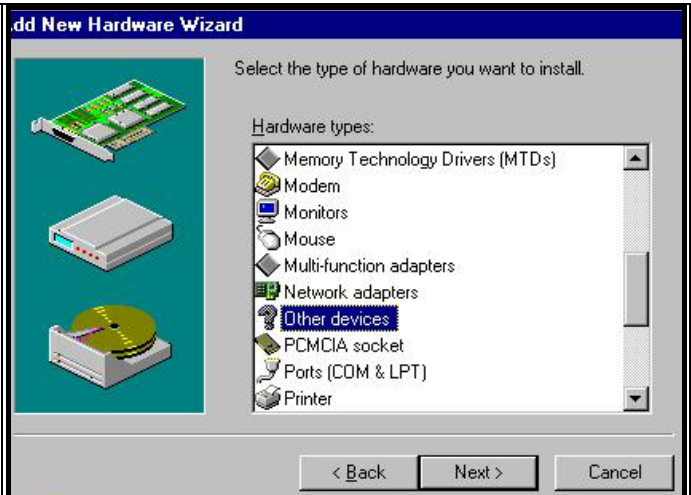 dd New Hardware Wizard
Select the type of hardware you want to install.
Hardware types:
Memory Technology Drivers (MTDs)
Modem
Monitors
Mouse
Multi-function adapters
Network adapters
Other devices
PCMCIA socket
Ports (COM & LPT)
Printer
< Back Next > Cancel